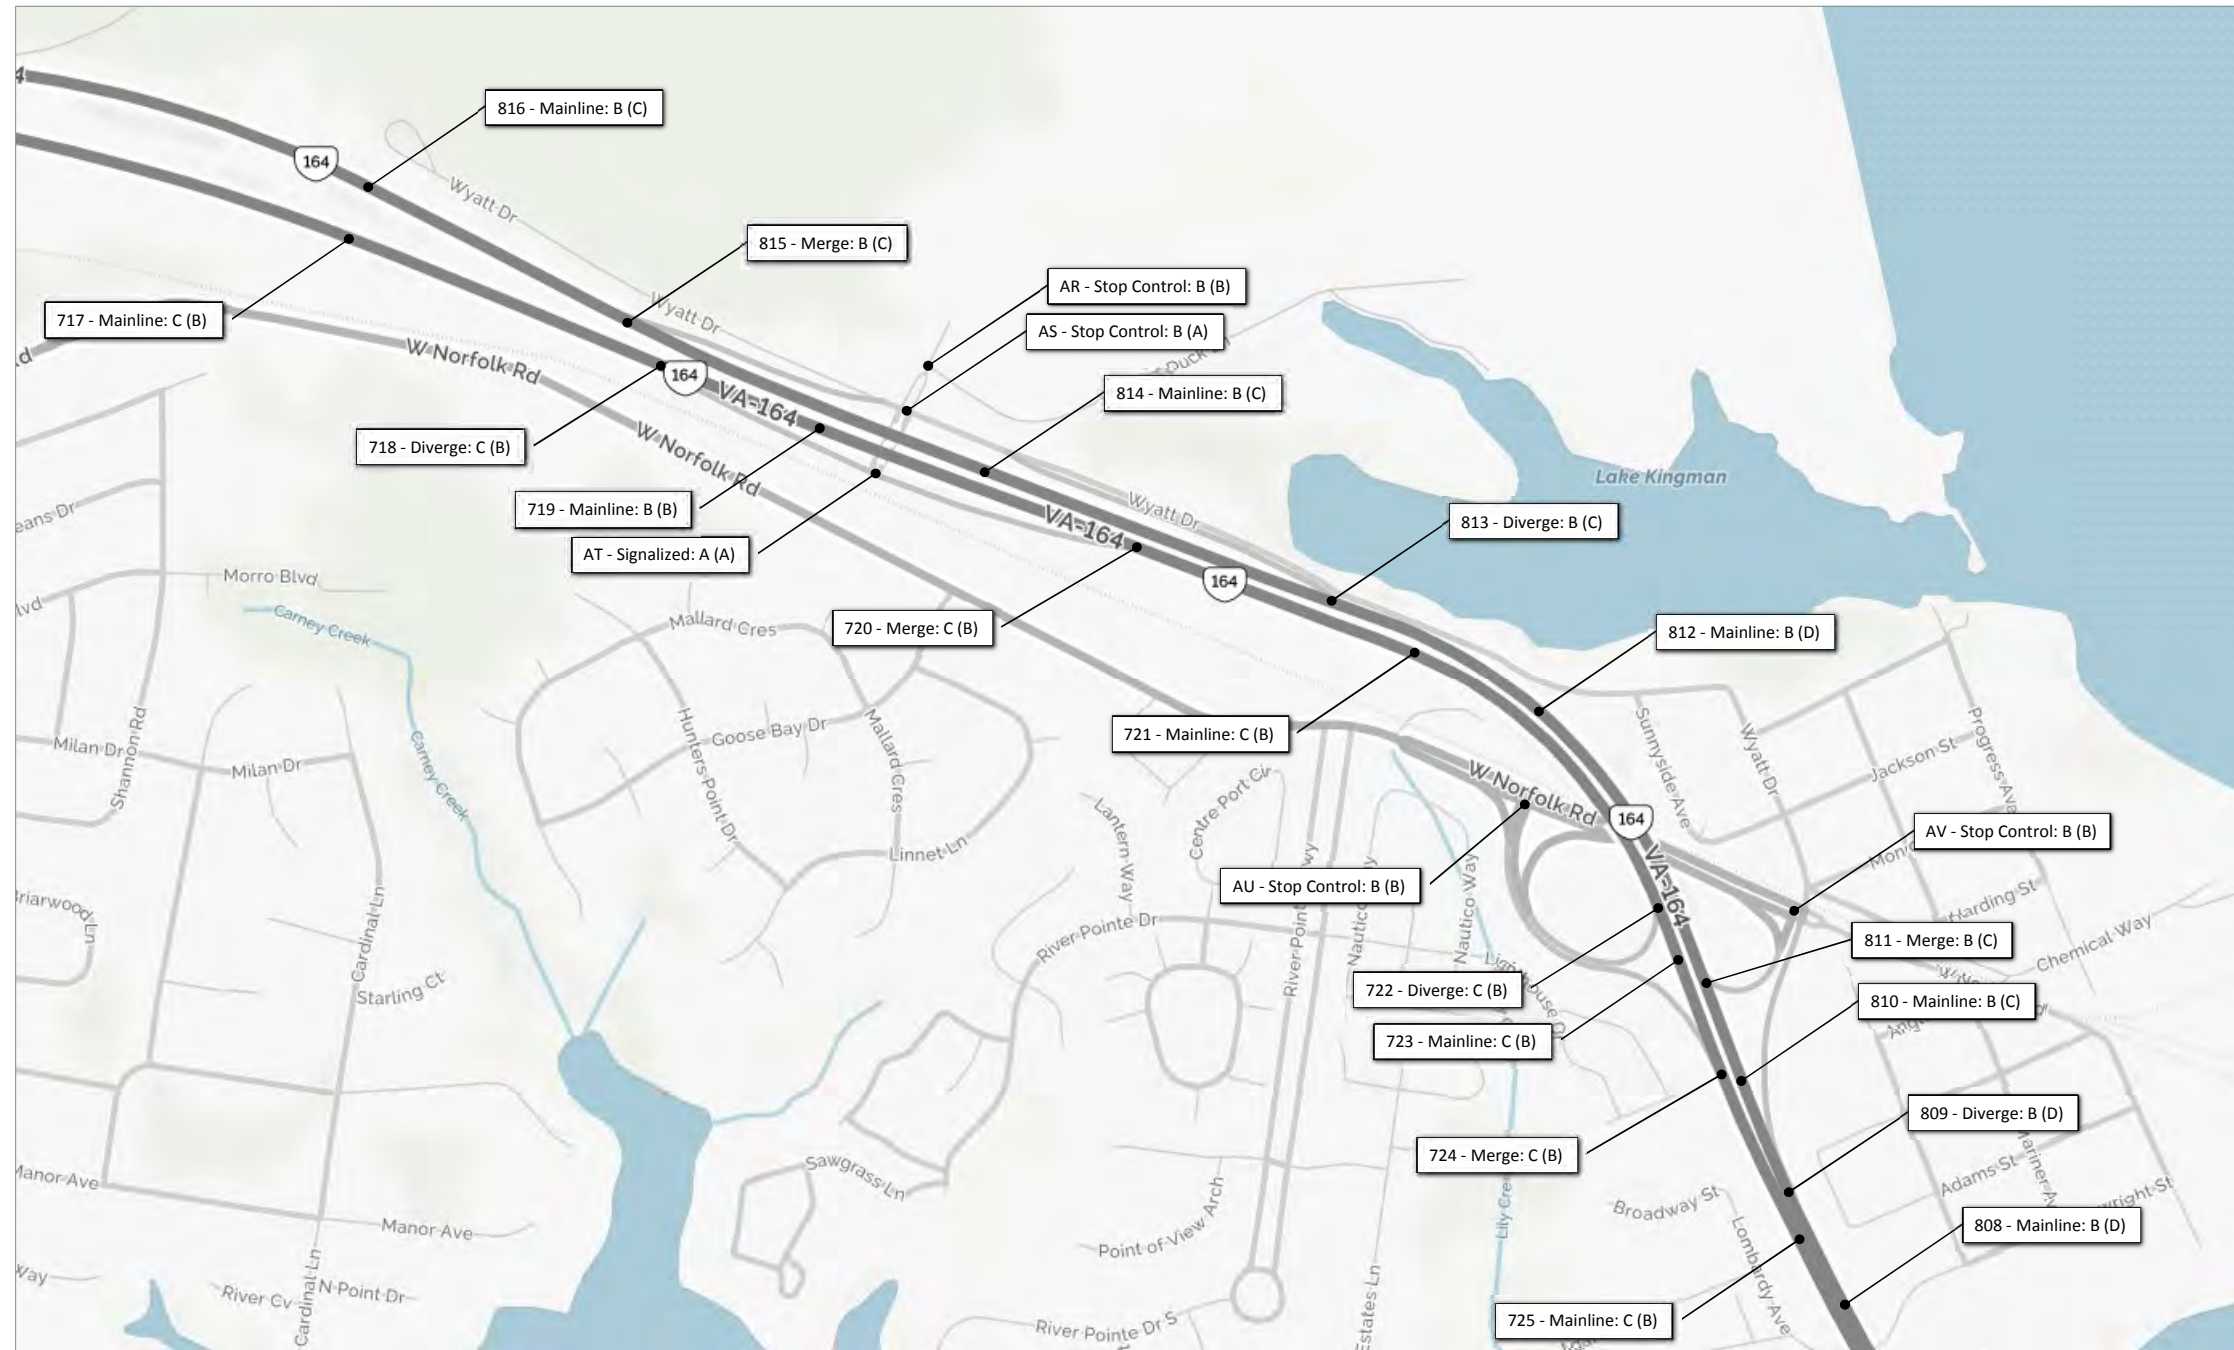 4
816 - Mainline: B (C)
164
Wyatt Dr
815 - Merge: B (C)
AR - Stop Control: B (B)
717 - Mainline: C (B)
Wyatt Dr
AS - Stop Control: B (A)
W Norfolk Rd
164
VA-164
814 - Mainline: B (C)
718 - Diverge: C (B)
W Norfolk Rd
Lake Kingman
719 - Mainline: B (B)
Wyatt Dr
VA-164
813 - Diverge: B (C)
AT - Signalized: A (A)
Morro Blvd
164
Carney Creek
Mallard Cres
720 - Merge: C (B)
812 - Mainline: B (D)
Shannon Rd
Hunters Point Dr
Goose Bay Dr
Mallard Cres
721 - Mainline: C (B)
Sunnyside Ave
Wyatt Dr
Progress Ave
Milan Dr
Milan Dr
Carney Creek
Jackson St
W Norfolk Rd
Centre Port Cir
Lantern Way
164
AV - Stop Control: B (B)
Linnet Ln
VA-164
AU - Stop Control: B (B)
Cardinal Ln
Nautico Way
Harding St
River Pointe Dr
811 - Merge: B (C)
Chemical Way
Starling Ct
722 - Diverge: C (B)
810 - Mainline: B (C)
723 - Mainline: C (B)
809 - Diverge: B (D)
724 - Merge: C (B)
Manor Ave
Sawgrass Ln
Adams St
Broadway St
Manor Ave
Point of View Arch
Lombardy Ave
808 - Mainline: B (D)
Way
River Cv
N Point Dr
Cardinal Ln
River Pointe Dr S
Estates Ln
725 - Mainline: C (B)